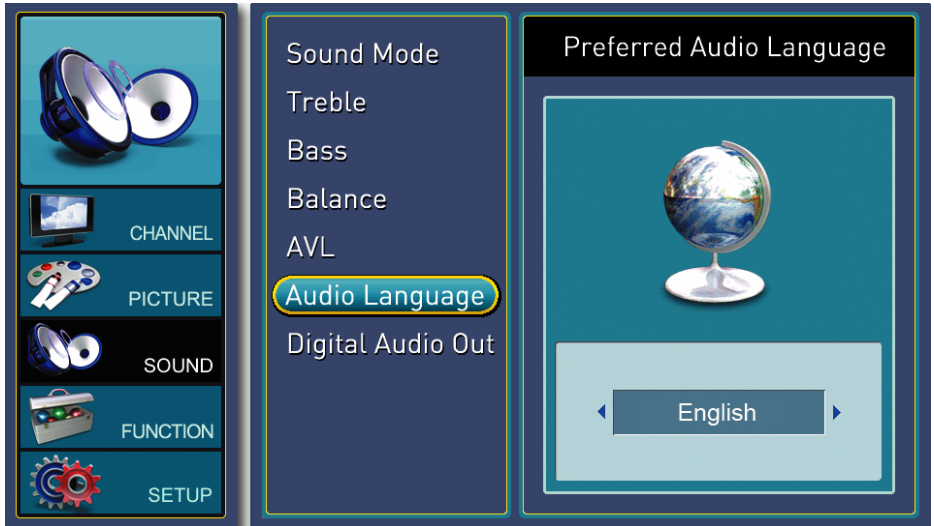 CHANNEL
PICTURE
SOUND
FUNCTION
SETUP
Sound Mode
Treble
Bass
Balance
AVL
Audio Language
Digital Audio Out
Preferred Audio Language
English